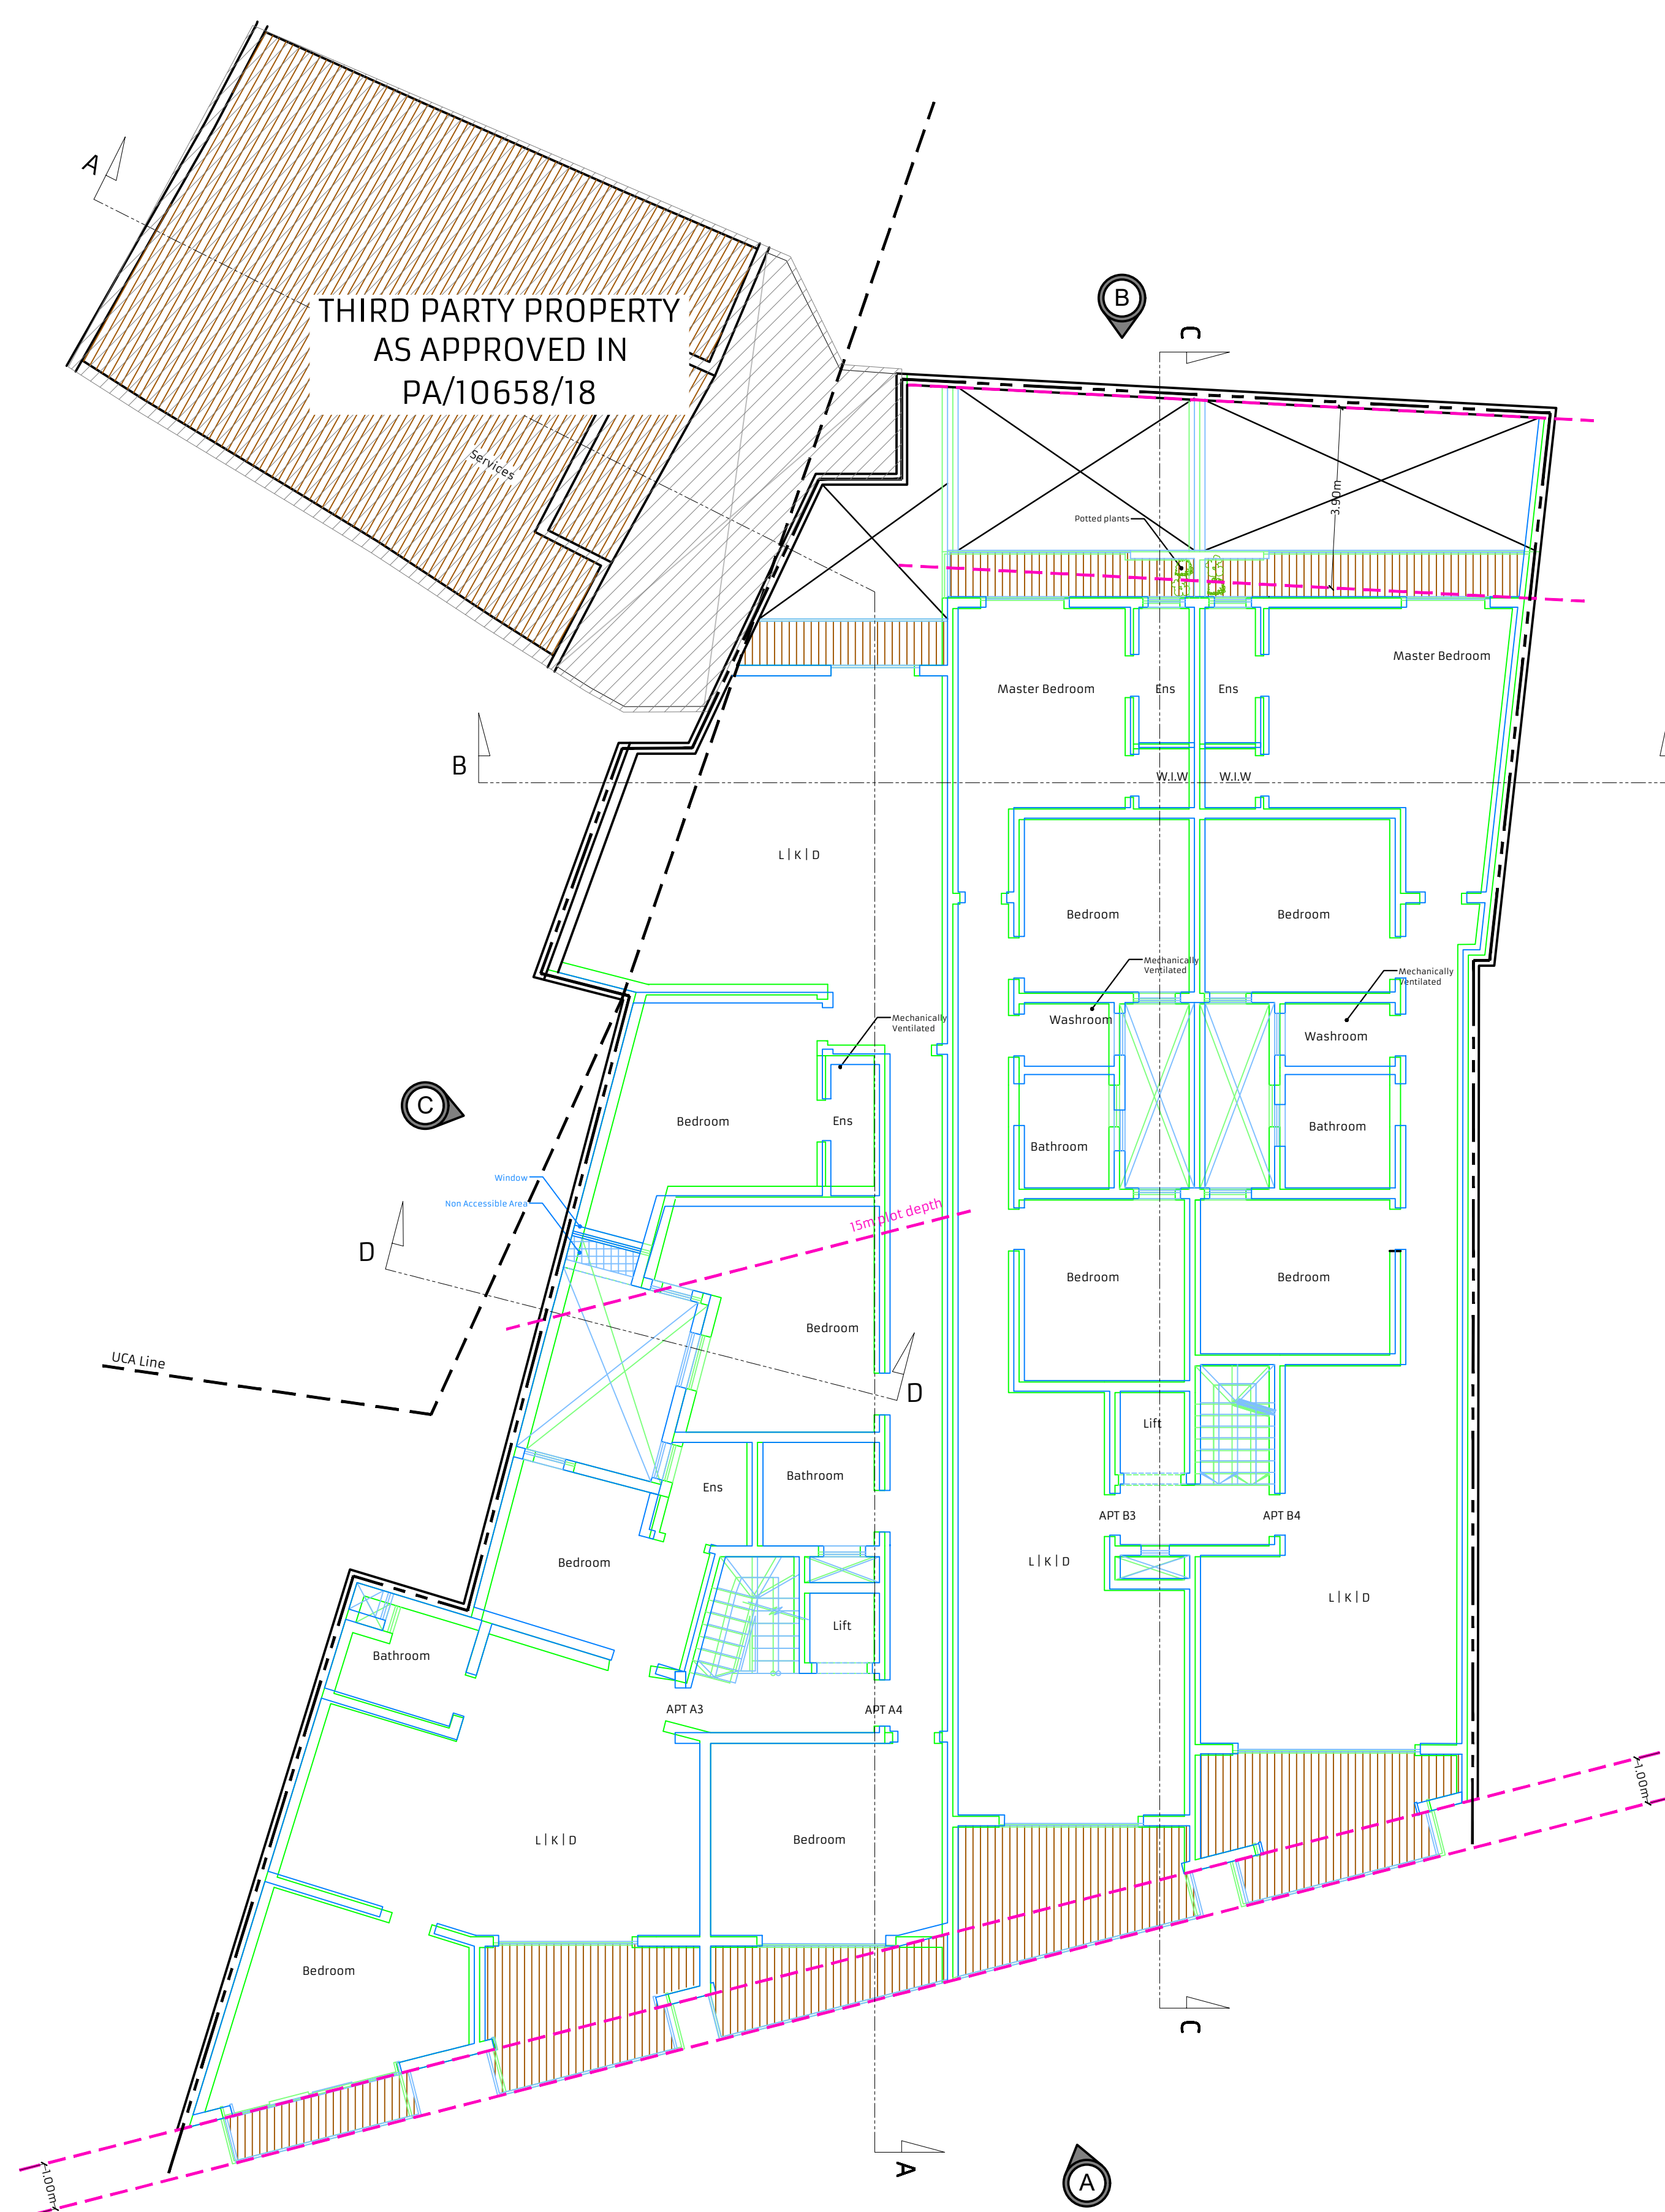 A
THIRD PARTY PROPERTY
AS APPROVED IN
PA/10658/18
Services
B
C
3.90m
Potted plants
Master Bedroom
Master Bedroom
Ens
Ens
B
W.I.W
W.I.W
L | K | D
Bedroom
Bedroom
Mechanically
Ventilated
Mechanically
Ventilated
Washroom
Washroom
Mechanically
Ventilated
C
Bedroom
Ens
Bathroom
Bathroom
Window
Non Accessible Area
15m plot depth
D
Bedroom
Bedroom
Bedroom
UCA Line
D
Lift
Ens
Bathroom
APT B3
APT B4
Bedroom
L | K | D
L | K | D
Lift
Bathroom
APT A3
APT A4
1.00m
L | K | D
Bedroom
Bedroom
C
1.00m
A
A